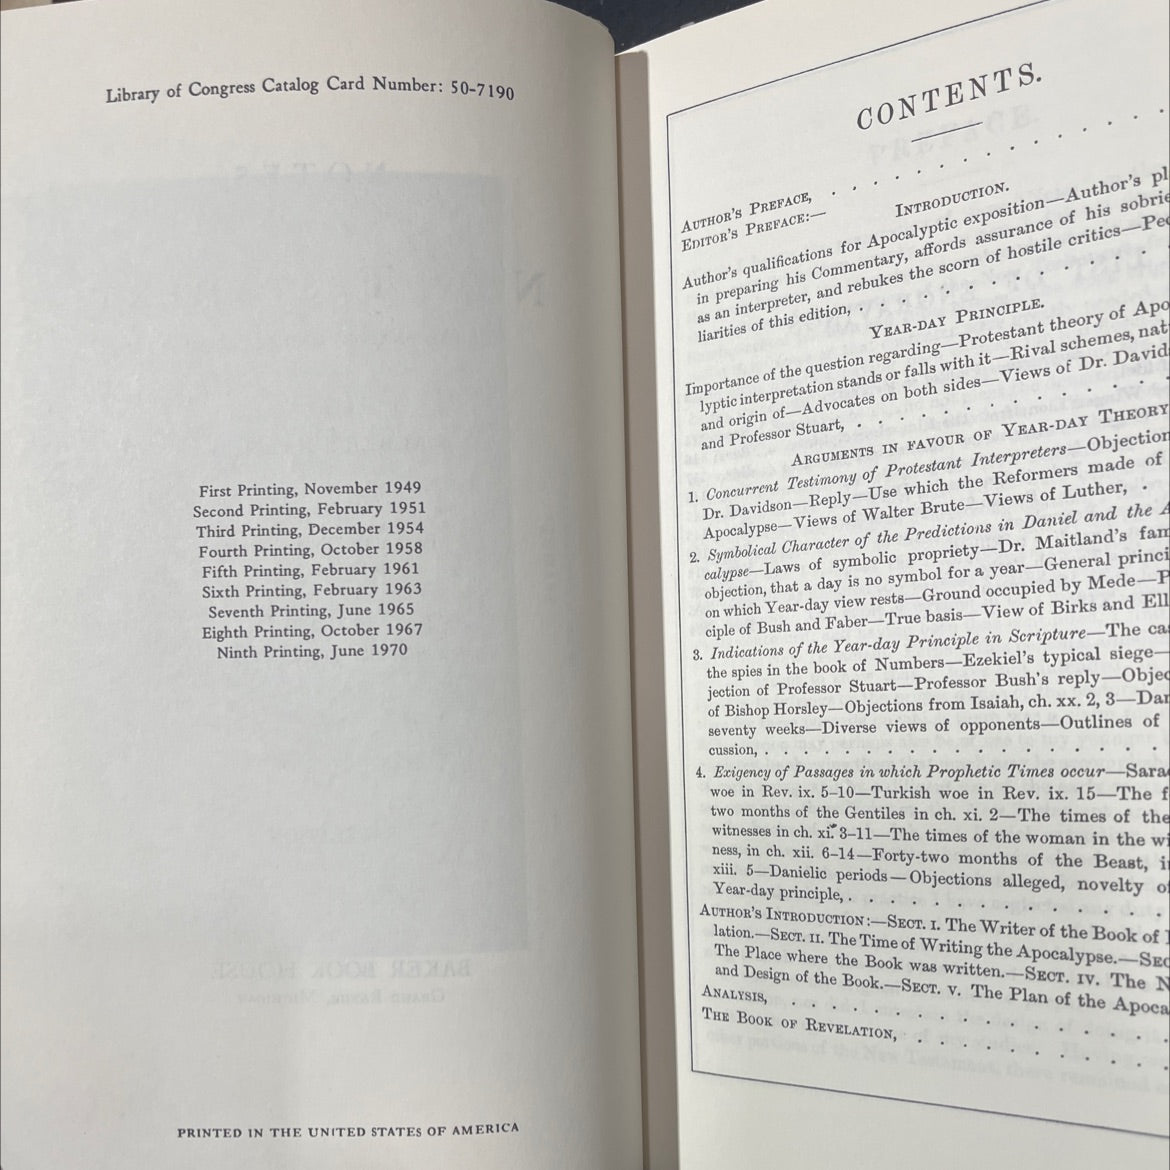 Library of Congress Catalog Card Number: 50-7190
First Printing, November 1949
Second Printing, February 1951
Third Printing, December 1954
Fourth Printing, October 1958
Fifth Printing, February 1961
Sixth Printing, February 1963
Seventh Printing, June 1965
Eighth Printing, October 1967
Ninth Printing, June 1970
PRINTED IN THE UNITED STATES OF AMERICA
CONTENTS.
AUTHOR'S PREFACE,
EDITOR'S PREFACE:—
INTRODUCTION.
Author's qualifications for Apocalyptic exposition—Author's
in preparing his Commentary, affords assurance of his
as an interpreter, and rebukes the scorn of hostile critics—
liarities of this edition,
YEAR-DAY PRINCIPLE.
Importance of the question regarding—Protestant theory of
lyptic interpretation stands or falls with it—Rival schemes,
and origin of—Advocates on both sides—Views of Dr.
and Professor Stuart,
ARGUMENTS IN FAVOUR OF YEAR-DAY THEORY
1. Concurrent Testimony of Protestant Interpreters—Objection
Dr. Davidson—Reply—Use which the Reformers made of
Apocalypse—Views of Walter Brute—Views of Luther,
2. Symbolical Character of the Predictions in Daniel and the
calypse—Laws of symbolic propriety—Dr. Maitland's
objection, that a day is no symbol for a year—General
on which Year-day view rests—Ground occupied by Mede—
ciple of Bush and Faber—True basis—View of Birks and
3. Indications of the Year-day Principle in Scripture—The
the spies in the book of Numbers—Ezekiel's typical siege—
jection of Professor Stuart—Professor Bush's reply—
of Bishop Horsley—Objections from Isaiah, ch. xx. 2, 3—
seventy weeks—Diverse views of opponents—Outlines of
cussion,
4. Exigency of Passages in which Prophetic Times occur—
woe in Rev. ix. 5-10—Turkish woe in Rev. ix. 15—The
two months of the Gentiles in ch. xi. 2—The times of the
witnesses in ch. xi. 3-11—The times of the woman in the
ness, in ch. xii. 6-14—Forty-two months of the Beast,
xiii. 5—Danielic periods—Objections alleged, novelty of
Year-day principle,
AUTHOR'S INTRODUCTION:—SECT. I. The Writer of the Book of
lation.—SECT. II. The Time of Writing the Apocalypse.—
The Place where the Book was written.—SECT. IV. The
and Design of the Book.—SECT. V. The Plan of the
ANALYSIS,
THE BOOK OF REVELATION,